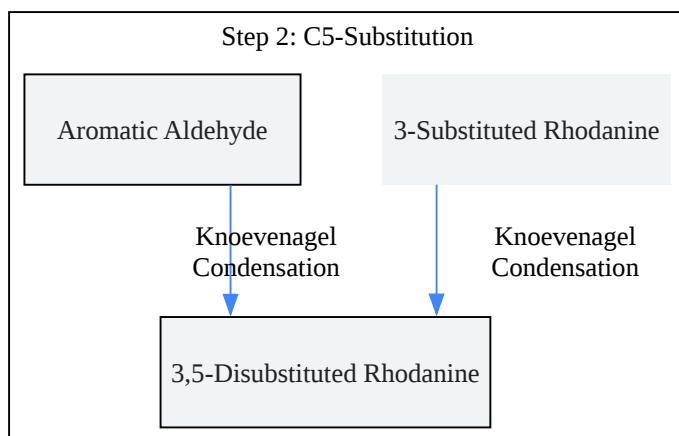 Step 2: C5-Substitution
Aromatic Aldehyde
3-Substituted Rhodanine
Knoevenagel
Condensation
Knoevenagel
Condensation
3,5-Disubstituted Rhodanine